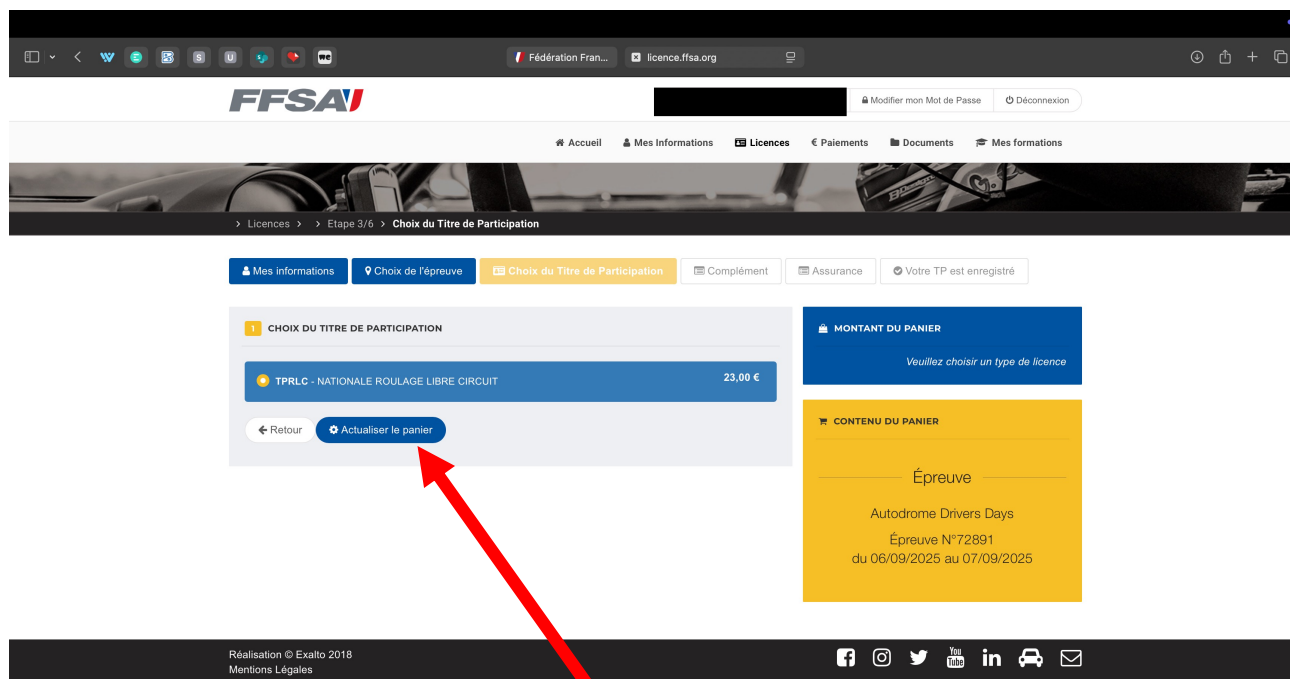 Fédération Fran...
licence.ffsa.org
FFSA
Modifier mon Mot de Passe
Déconnexion
Accueil
Mes Informations
Licences
€ Paiements
Documents
Mes formations
> Licences > > Etape 3/6 > Choix du Titre de Participation
Mes informations
Choix de l'épreuve
Choix du Titre de Participation
Complément
Assurance
Votre TP est enregistré
1 CHOIX DU TITRE DE PARTICIPATION
TPRLC - NATIONALE ROULAGE LIBRE CIRCUIT 23,00 €
Retour
Actualiser le panier
MONTANT DU PANIER
Veuillez choisir un type de licence
CONTENU DU PANIER
Épreuve
Autodrome Drivers Days
Épreuve N°72891
du 06/09/2025 au 07/09/2025
Réalisation © Exalto 2018
Mentions Légales
You
Tube
in